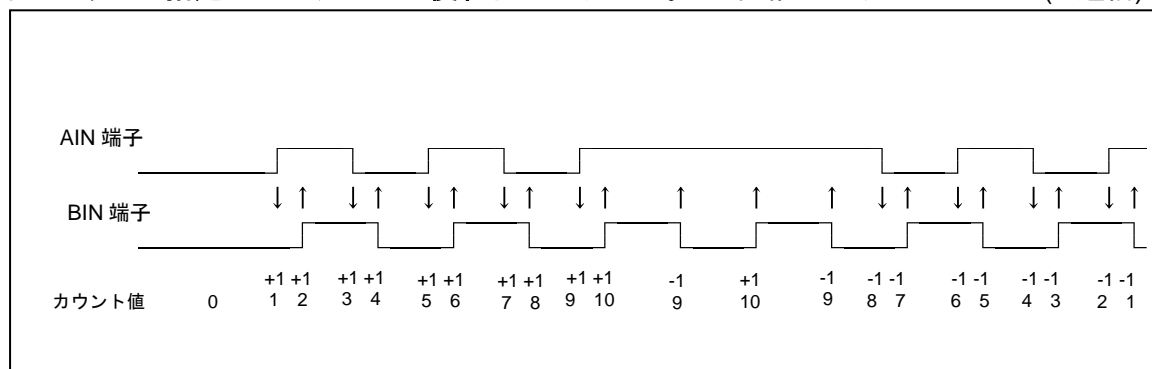 AIN 端子
↓ ↑ ↓ ↑ ↓ ↑ ↓ ↑ ↓ ↑ ↑ ↑ ↑ ↓ ↑ ↓ ↑ ↓ ↑ ↓ ↑
BIN 端子
+1 +1 +1 +1 +1 +1 +1 +1 +1 +1 -1 +1 -1 -1 -1 -1 -1 -1 -1 -1 -1
カウント値 0 1 2 3 4 5 6 7 8 9 10 9 10 9 8 7 6 5 4 3 2 1